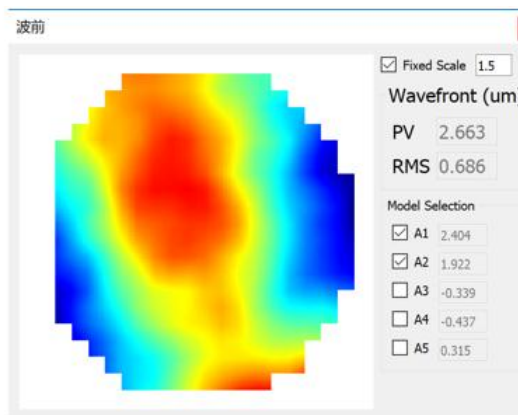 波前
Fixed Scale 1.5
Wavefront (um)
PV 2.663
RMS 0.686
Model Selection
A1 2.404
A2 1.922
A3 -0.339
A4 -0.437
A5 0.315